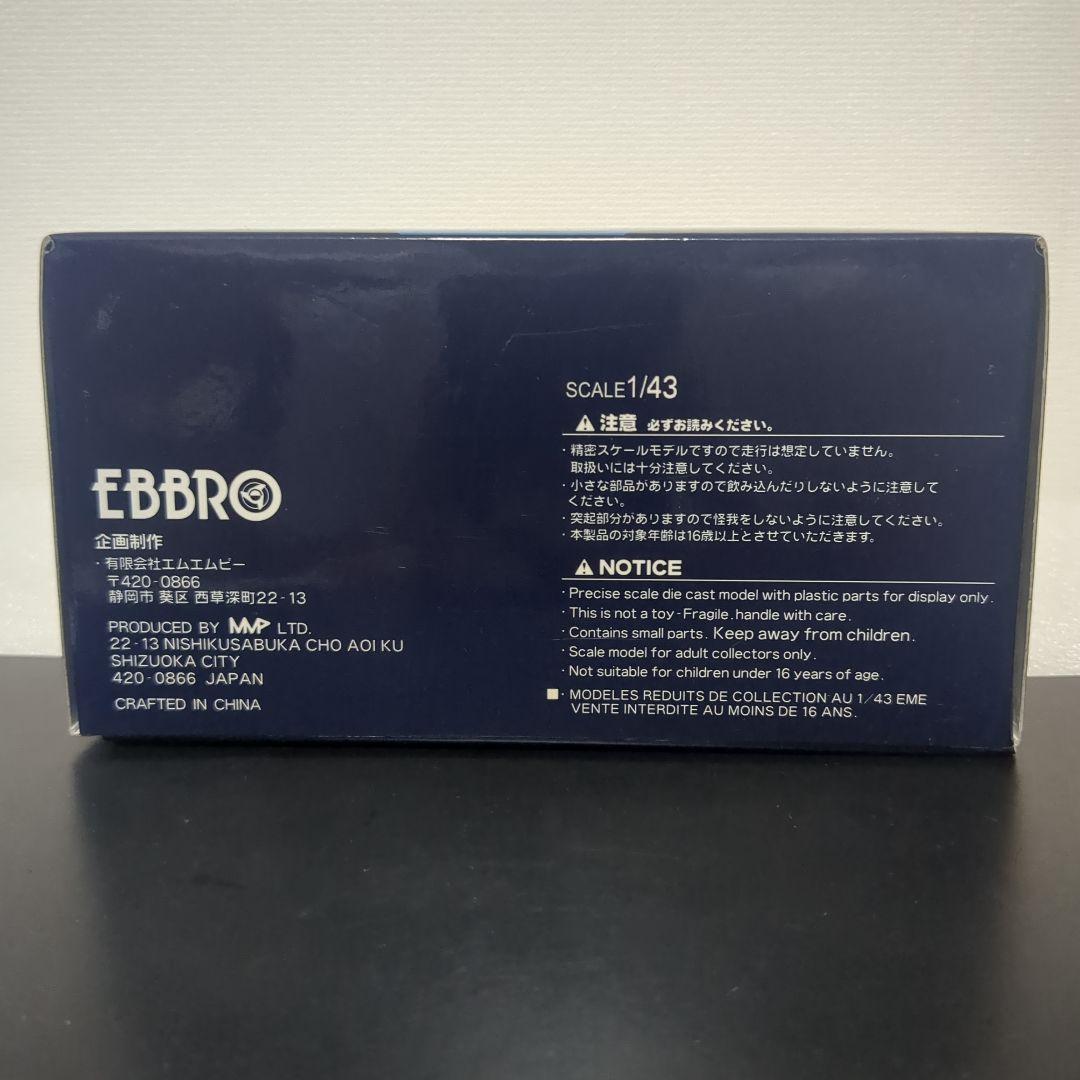 EBBRO
企画制作
・有限会社エムエムピー
〒420-0866
静岡市 葵区 西草深町22-13
PRODUCED BY MMP LTD.
22-13 NISHIKUSABUKA CHO AOI KU
SHIZUOKA CITY
420-0866 JAPAN
CRAFTED IN CHINA
SCALE1/43
⚠注意 必ずお読みください。
・精密スケールモデルですので走行は想定していません。
取扱いには十分注意してください。
・小さな部品がありますので飲み込んだりしないように注意して
ください。
・突起部分がありますので怪我をしないように注意してください。
・本製品の対象年齢は16歳以上とさせていただきます。
⚠NOTICE
・Precise scale die cast model with plastic parts for display only.
・This is not a toy-Fragile, handle with care.
・Contains small parts. Keep away from children.
・Scale model for adult collectors only.
・Not suitable for children under 16 years of age.
■・MODELES REDUITS DE COLLECTION AU 1/43 EME
VENTE INTERDITE AU MOINS DE 16 ANS.